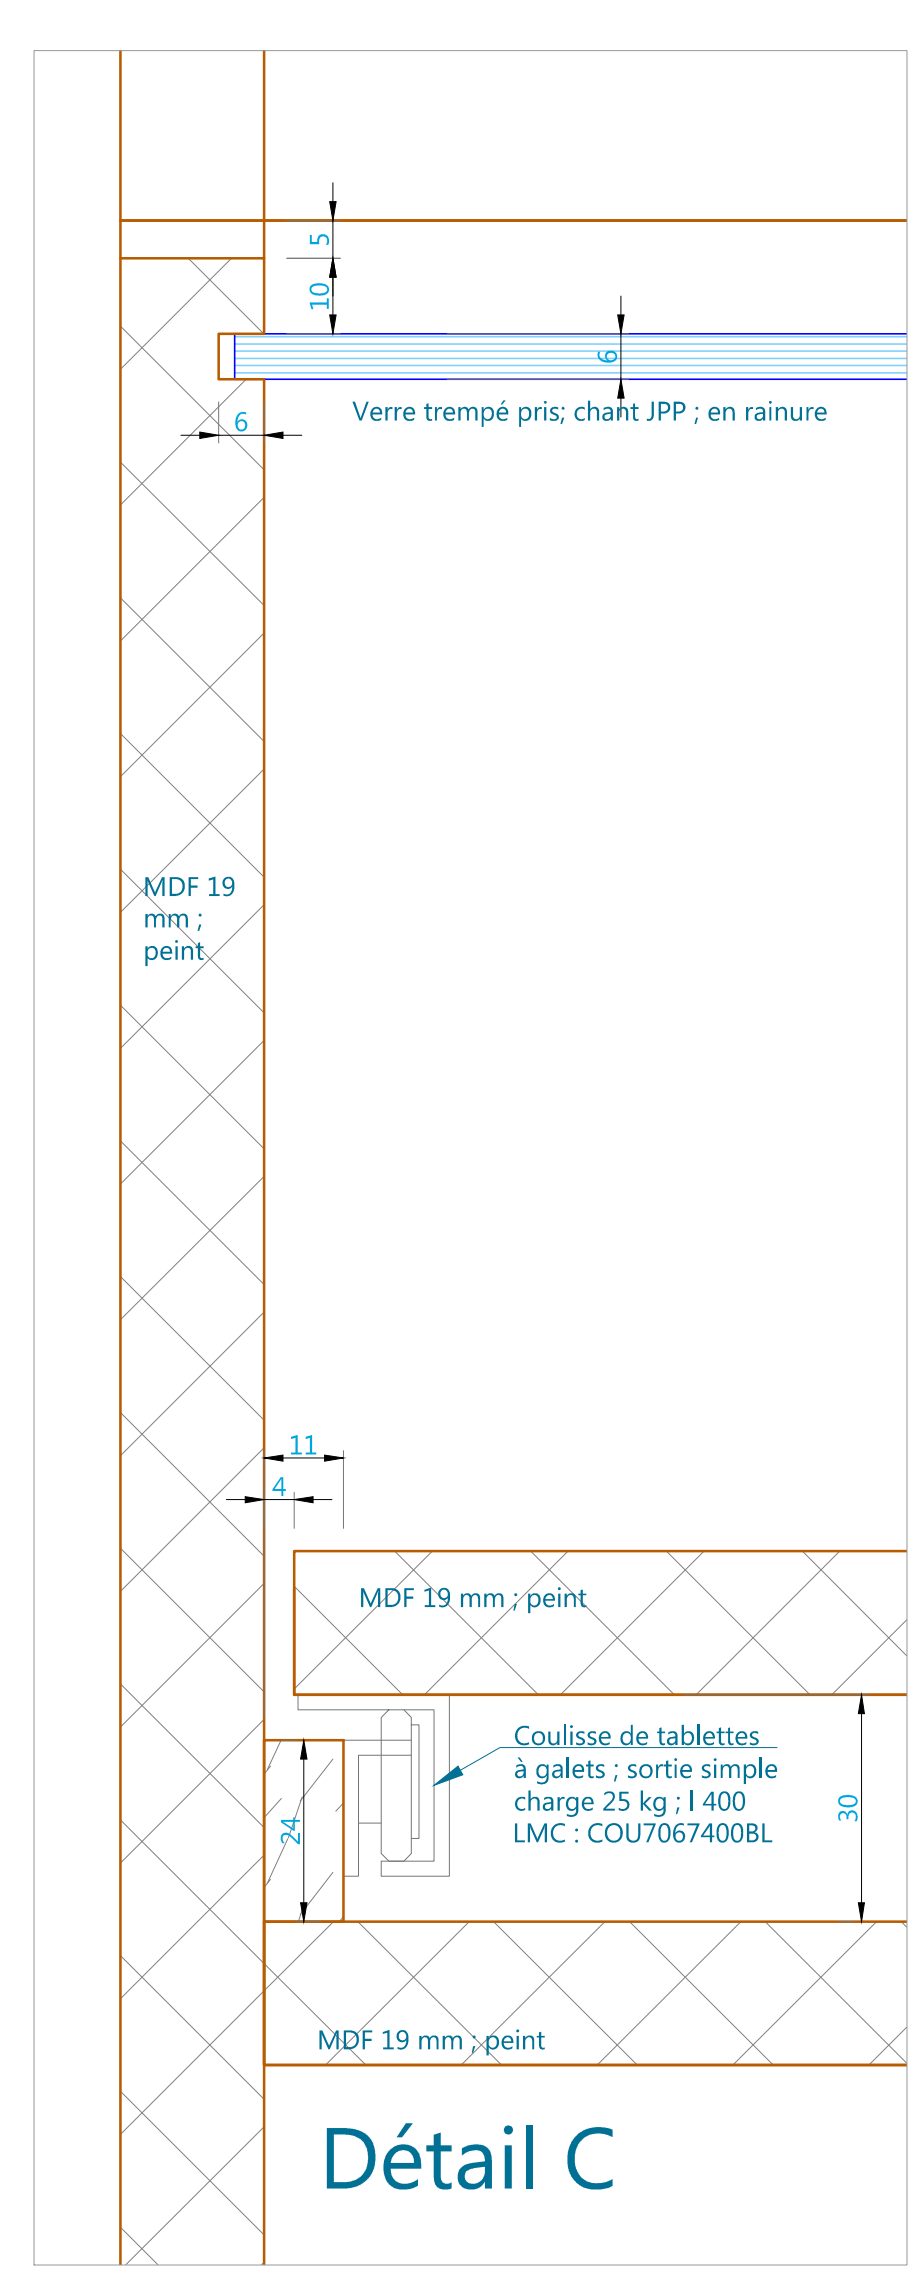 5
10
6
Verre trempé pris; chant JPP ; en rainure
6
MDF 19
mm ;
peint
11
4
MDF 19 mm ; peint
Coulisse de tablettes
à galets ; sortie simple
charge 25 kg ; l 400
LMC : COU7067400BL
24
30
MDF 19 mm ; peint
Détail C